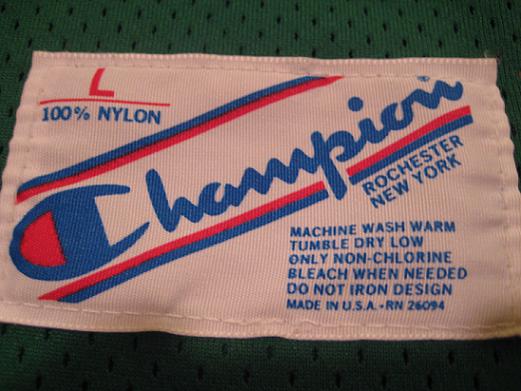 L
100% NYLON
Champion®
ROCHESTER
NEW YORK
MACHINE WASH WARM
TUMBLE DRY LOW
ONLY NON-CHLORINE
BLEACH WHEN NEEDED
DO NOT IRON DESIGN
MADE IN U.S.A. • RN 26094